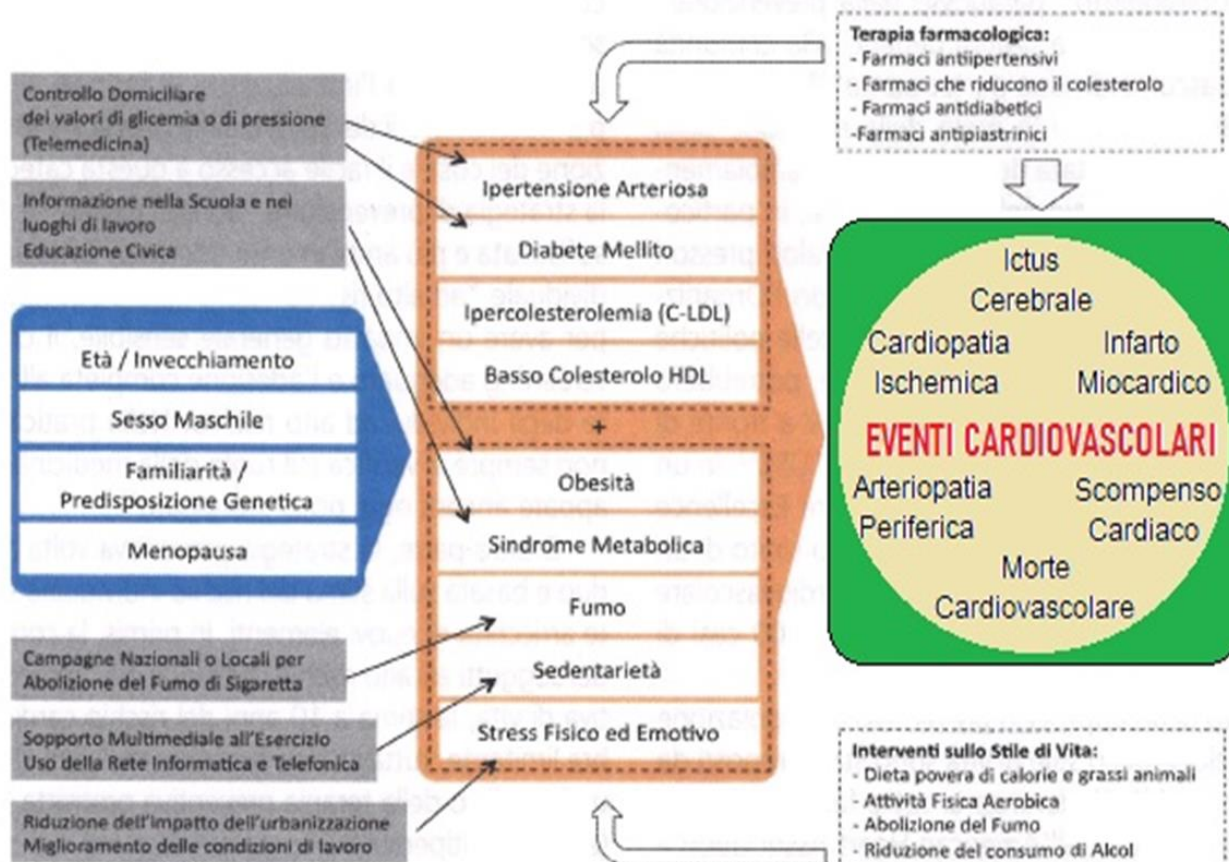 Controllo Domiciliare
dei valori di glicemia o di pressione
(Telemedicina)
Informazione nella Scuola e nei
luoghi di lavoro
Educazione Civica
Età / Invecchiamento
Sesso Maschile
Familiarità /
Predisposizione Genetica
Menopausa
Campagne Nazionali o Locali per
Abolizione del Fumo di Sigaretta
Sopporto Multimediale all'Esercizio
Uso della Rete Informatica e Telefonica
Riduzione dell'impatto dell'urbanizzazione
Miglioramento delle condizioni di lavoro
Ipertensione Arteriosa
Diabete Mellito
Ipercolesterolemia (C-LDL)
Basso Colesterolo HDL
+
Obesità
Sindrome Metabolica
Fumo
Sedentarietà
Stress Fisico ed Emotivo
Terapia farmacologica:
- Farmaci antiipertensivi
- Farmaci che riducono il colesterolo
- Farmaci antidiabetici
-Farmaci antipiastrinici
Ictus
Cerebrale
Cardiopatia
Ischemica
Infarto
Miocardico
EVENTI CARDIOVASCOLARI
Arteriopatia
Periferica
Scompenso
Cardiaco
Morte
Cardiovascolare
Interventi sullo Stile di Vita:
- Dieta povera di calorie e grassi animali
- Attività Fisica Aerobica
- Abolizione del Fumo
- Riduzione del consumo di Alcol